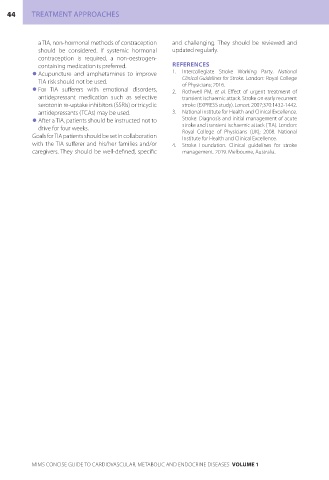 44 TREATMENT APPROACHES
a TIA, non-hormonal methods of contraception
should be considered. If systemic hormonal
contraception is required, a non-oestrogen-
containing medication is preferred.
● Acupuncture and amphetamines to improve
TIA risk should not be used.
● For TIA sufferers with emotional disorders,
antidepressant medication such as selective
serotonin re-uptake inhibitors (SSRIs) or tricyclic
antidepressants (TCAs) may be used.
● After a TIA, patients should be instructed not to
drive for four weeks.
Goals for TIA patients should be set in collaboration
with the TIA sufferer and his/her families and/or
caregivers. They should be well-defined, specific
and challenging. They should be reviewed and
updated regularly.
REFERENCES
1. Intercollegiate Stroke Working Party. National
Clinical Guidelines for Stroke. London: Royal College
of Physicians; 2016.
2. Rothwell PM, et al. Effect of urgent treatment of
transient ischaemic attack. Stroke on early recurrent
stroke (EXPRESS study). Lancet. 2007;370:1432-1442.
3. National Institute for Health and Clinical Excellence.
Stroke: Diagnosis and initial management of acute
stroke and transient ischaemic attack (TIA). London:
Royal College of Physicians (UK); 2008. National
Institute for Health and Clinical Excellence.
4. Stroke Foundation. Clinical guidelines for stroke
management. 2019. Melbourne, Australia.
MIMS CONCISE GUIDE TO CARDIOVASCULAR, METABOLIC AND ENDOCRINE DISEASES VOLUME 1